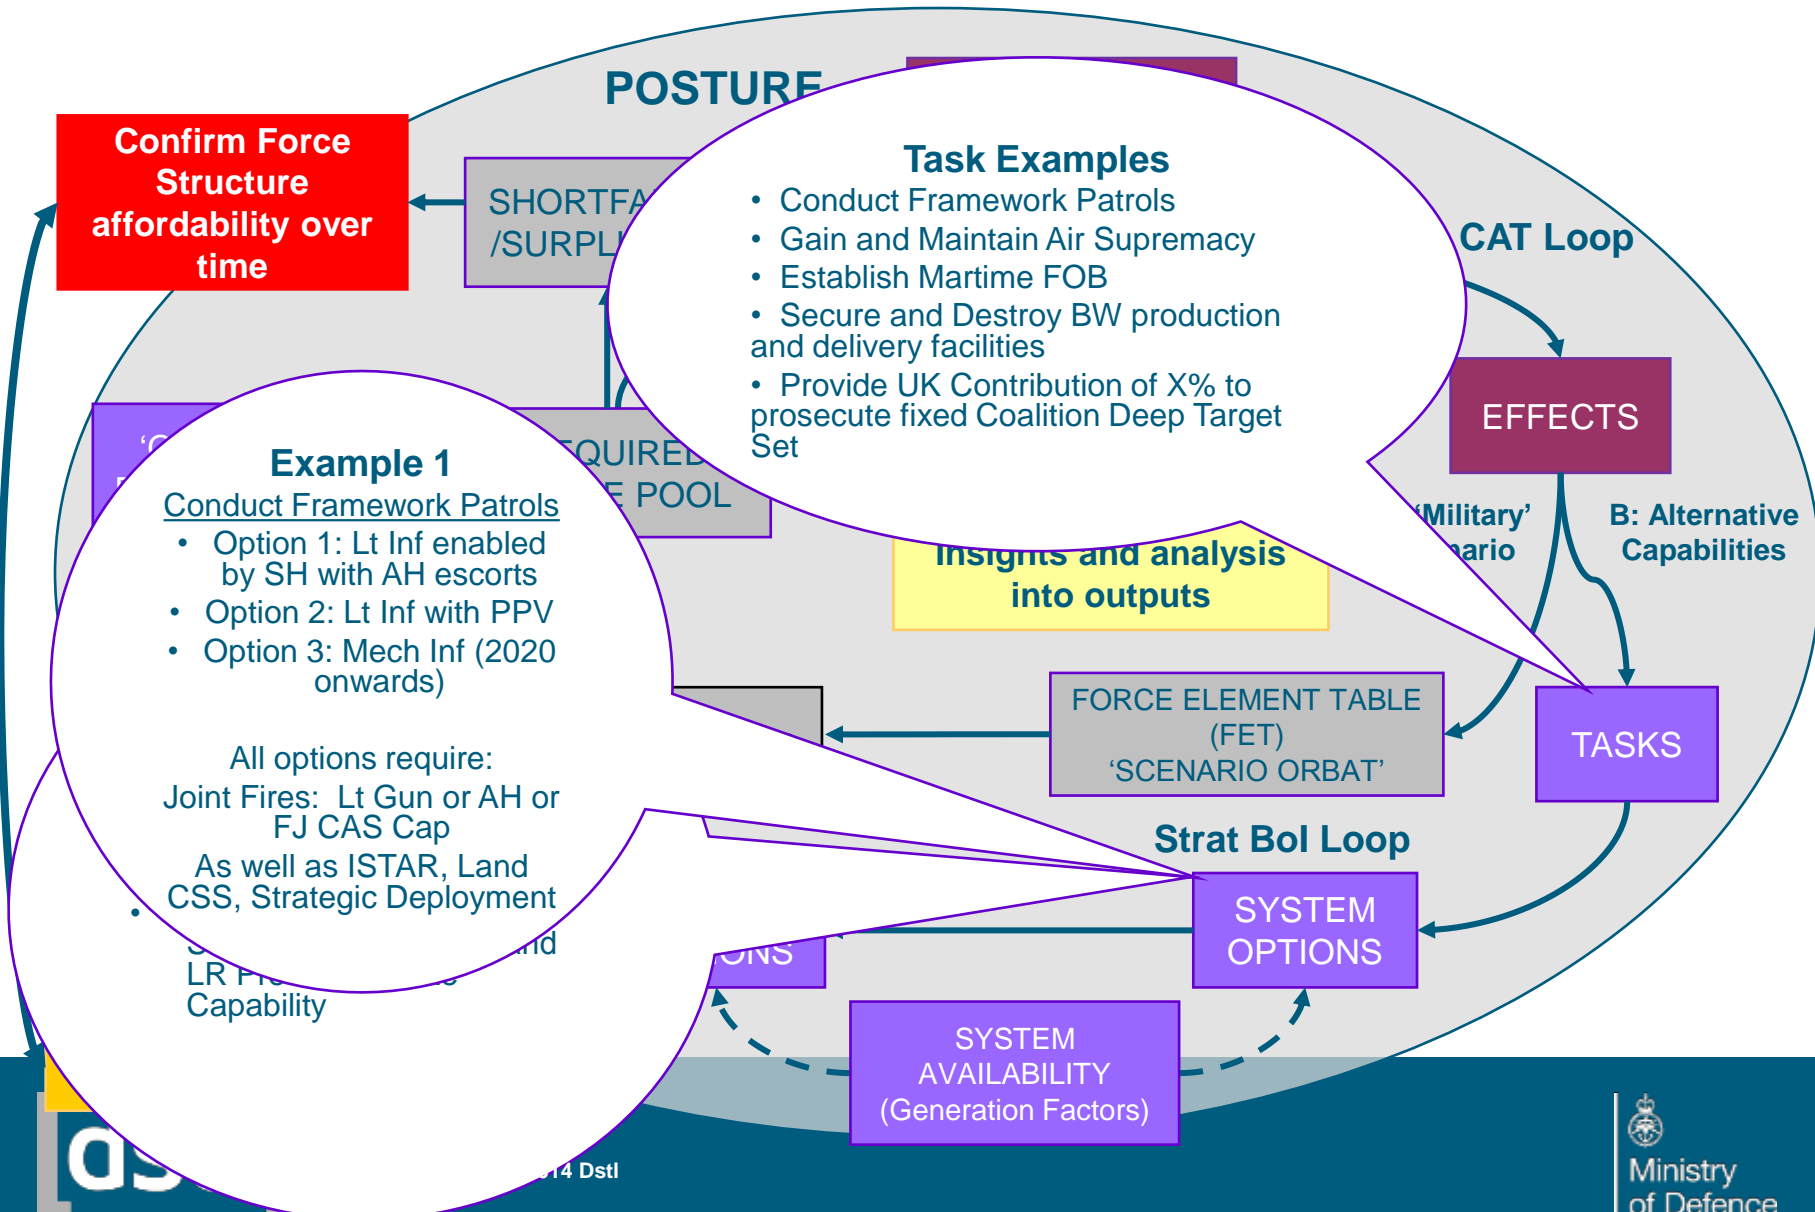 POSTURE
Confirm Force
Structure
affordability over
time
Task Examples
• Conduct Framework Patrols
• Gain and Maintain Air Supremacy
• Establish Martime FOB
• Secure and Destroy BW production
and delivery facilities
• Provide UK Contribution of X% to
prosecute fixed Coalition Deep Target
Set
CAT Loop
EFFECTS
POOL
‘Military’
B: Alternative
Capabilities
Insights and analysis
into outputs
Example 1
Conduct Framework Patrols
• Option 1: Lt Inf enabled
by SH with AH escorts
• Option 2: Lt Inf with PPV
• Option 3: Mech Inf (2020
onwards)
All options require:
Joint Fires: Lt Gun or AH or
FJ CAS Cap
As well as ISTAR, Land
CSS, Strategic Deployment
LR
Capability
FORCE ELEMENT TABLE
(FET)
‘SCENARIO ORBAT’
TASKS
Strat BoI Loop
SYSTEM
OPTIONS
SYSTEM
AVAILABILITY
(Generation Factors)
Dstl
Ministry
of Defence